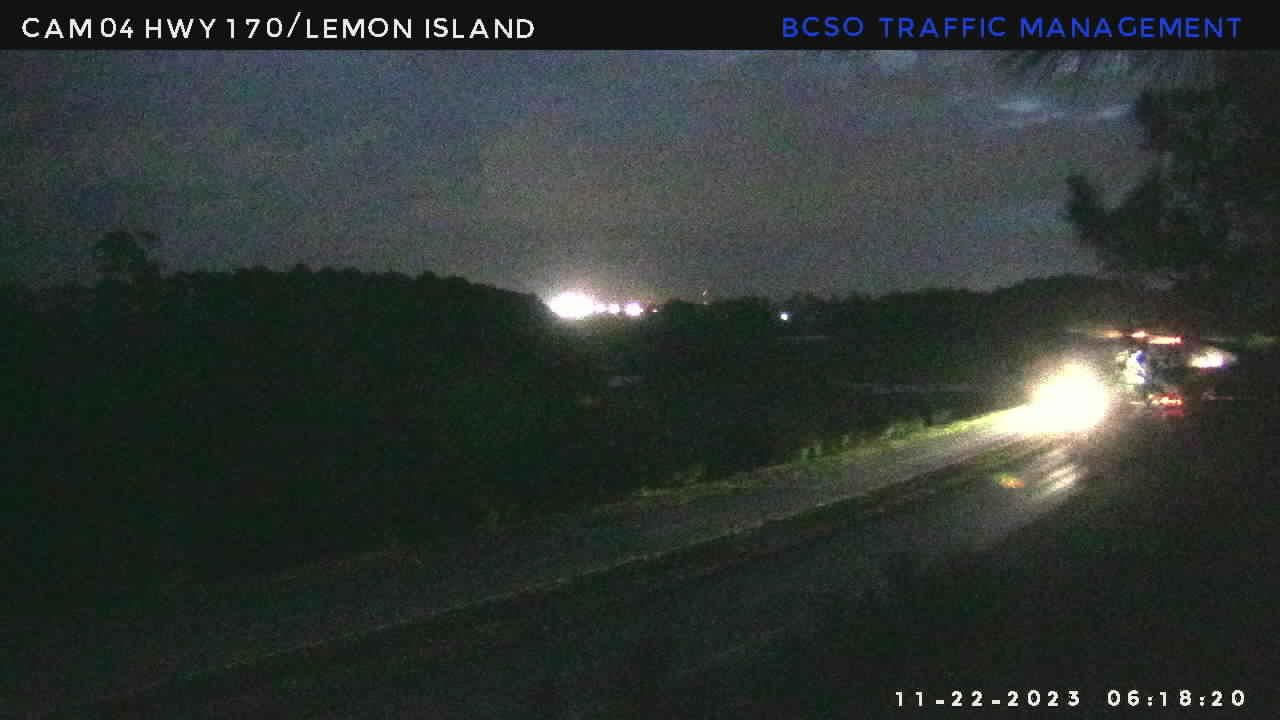 CAM04 HWY 170/LEMON ISLAND
BCSO TRAFFIC MANAGEMENT
11-22-2023 06:18:20